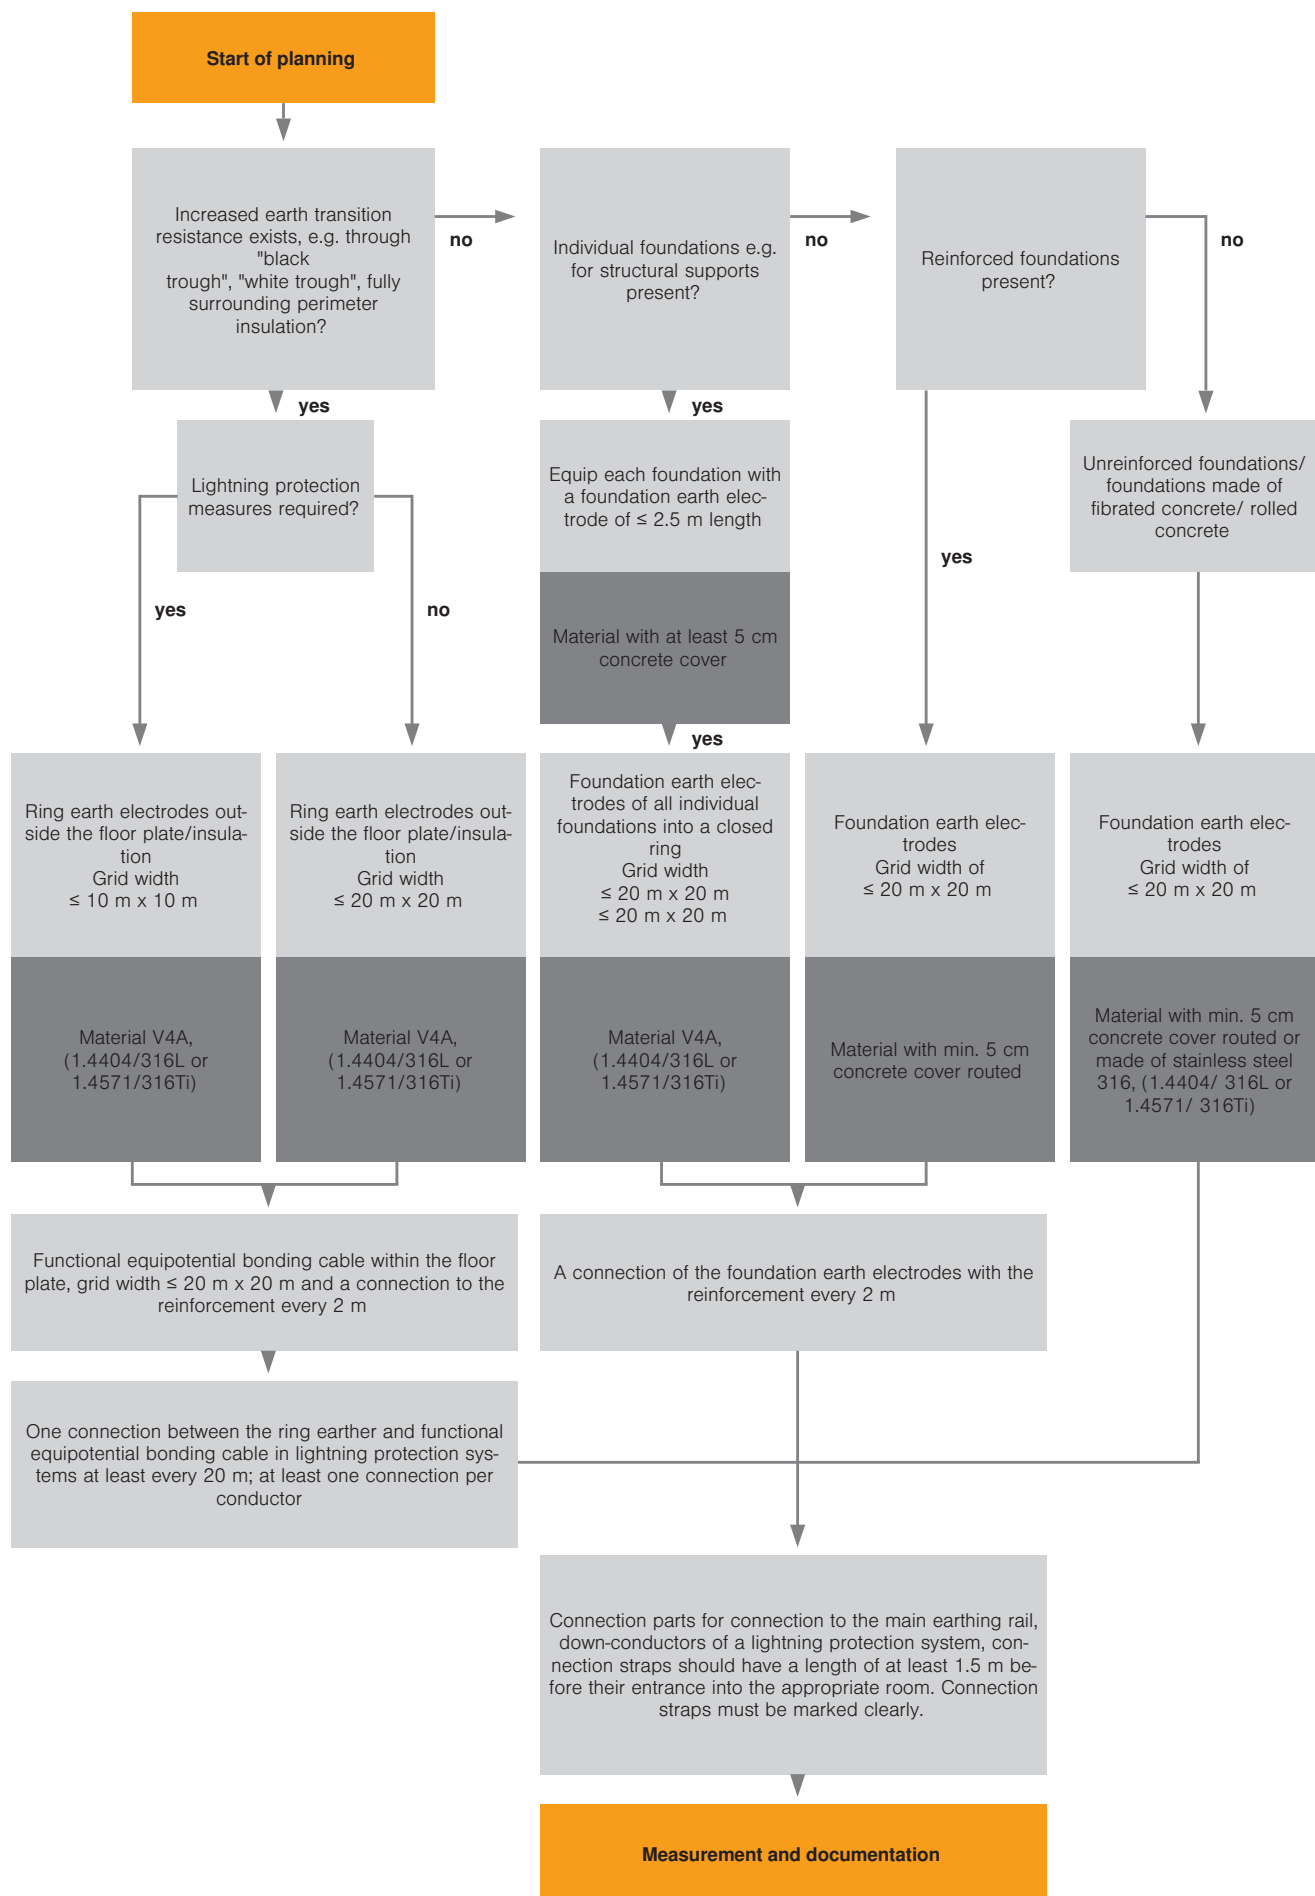 Start of planning
Increased earth transition
resistance exists, e.g. through
"black
trough", "white trough", fully
surrounding perimeter
insulation?
no
Individual foundations e.g.
for structural supports
present?
no
Reinforced foundations
present?
no
yes
yes
Lightning protection
measures required?
Equip each foundation with
a foundation earth elec-
trode of ≤ 2.5 m length
Unreinforced foundations/
foundations made of
fibrated concrete/ rolled
concrete
yes
yes
no
Material with at least 5 cm
concrete cover
yes
Ring earth electrodes out-
side the floor plate/insula-
tion
Grid width
≤ 10 m x 10 m
Ring earth electrodes out-
side the floor plate/insula-
tion
Grid width
≤ 20 m x 20 m
Foundation earth elec-
trodes of all individual
foundations into a closed
ring
Grid width
≤ 20 m x 20 m
≤ 20 m x 20 m
Foundation earth elec-
trodes
Grid width of
≤ 20 m x 20 m
Foundation earth elec-
trodes
Grid width of
≤ 20 m x 20 m
Material V4A,
(1.4404/316L or
1.4571/316Ti)
Material V4A,
(1.4404/316L or
1.4571/316Ti)
Material V4A,
(1.4404/316L or
1.4571/316Ti)
Material with min. 5 cm
concrete cover routed
Material with min. 5 cm
concrete cover routed or
made of stainless steel
316, (1.4404/ 316L or
1.4571/ 316Ti)
Functional equipotential bonding cable within the floor
plate, grid width ≤ 20 m x 20 m and a connection to the
reinforcement every 2 m
A connection of the foundation earth electrodes with the
reinforcement every 2 m
One connection between the ring earther and functional
equipotential bonding cable in lightning protection sys-
tems at least every 20 m; at least one connection per
conductor
Connection parts for connection to the main earthing rail,
down-conductors of a lightning protection system, con-
nection straps should have a length of at least 1.5 m be-
fore their entrance into the appropriate room. Connection
straps must be marked clearly.
Measurement and documentation